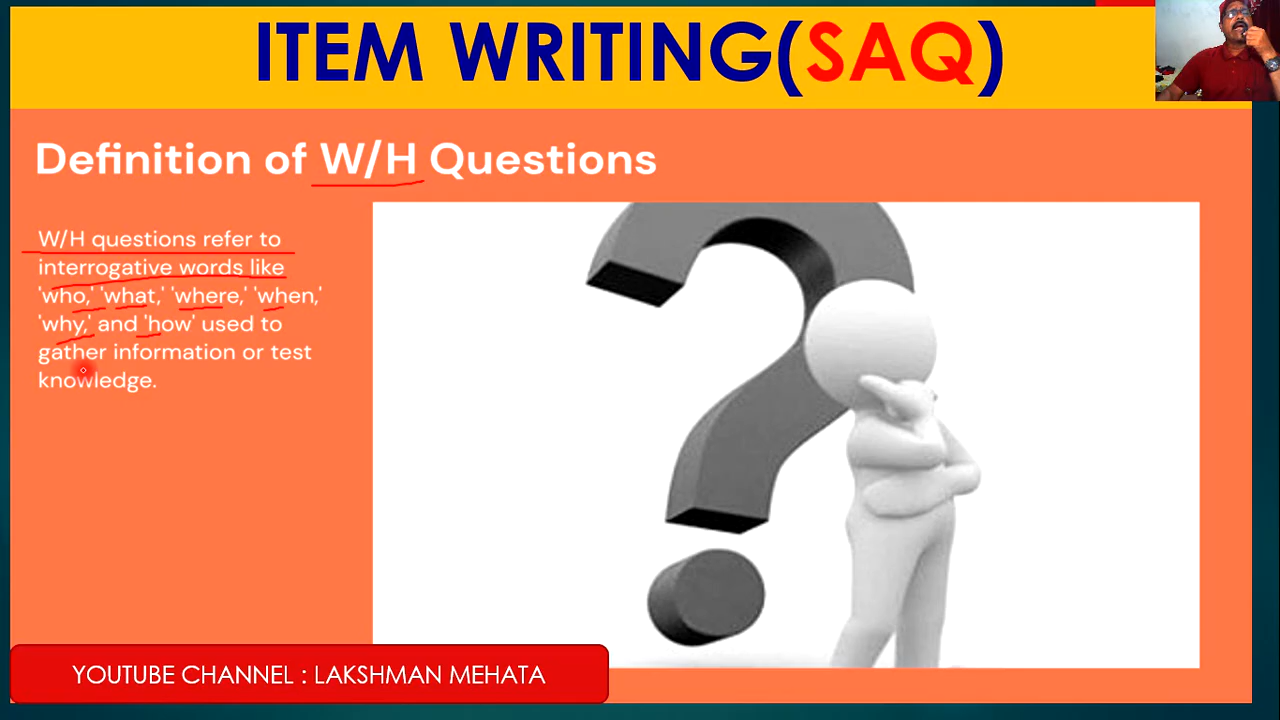 ITEM WRITING(SAQ)
Definition of W/H Questions
W/H questions refer to
interrogative words like
'who,' 'what,' 'where,' 'when,'
'why,' and 'how' used to
gather information or test
knowledge.
YOUTUBE CHANNEL : LAKSHMAN MEHATA